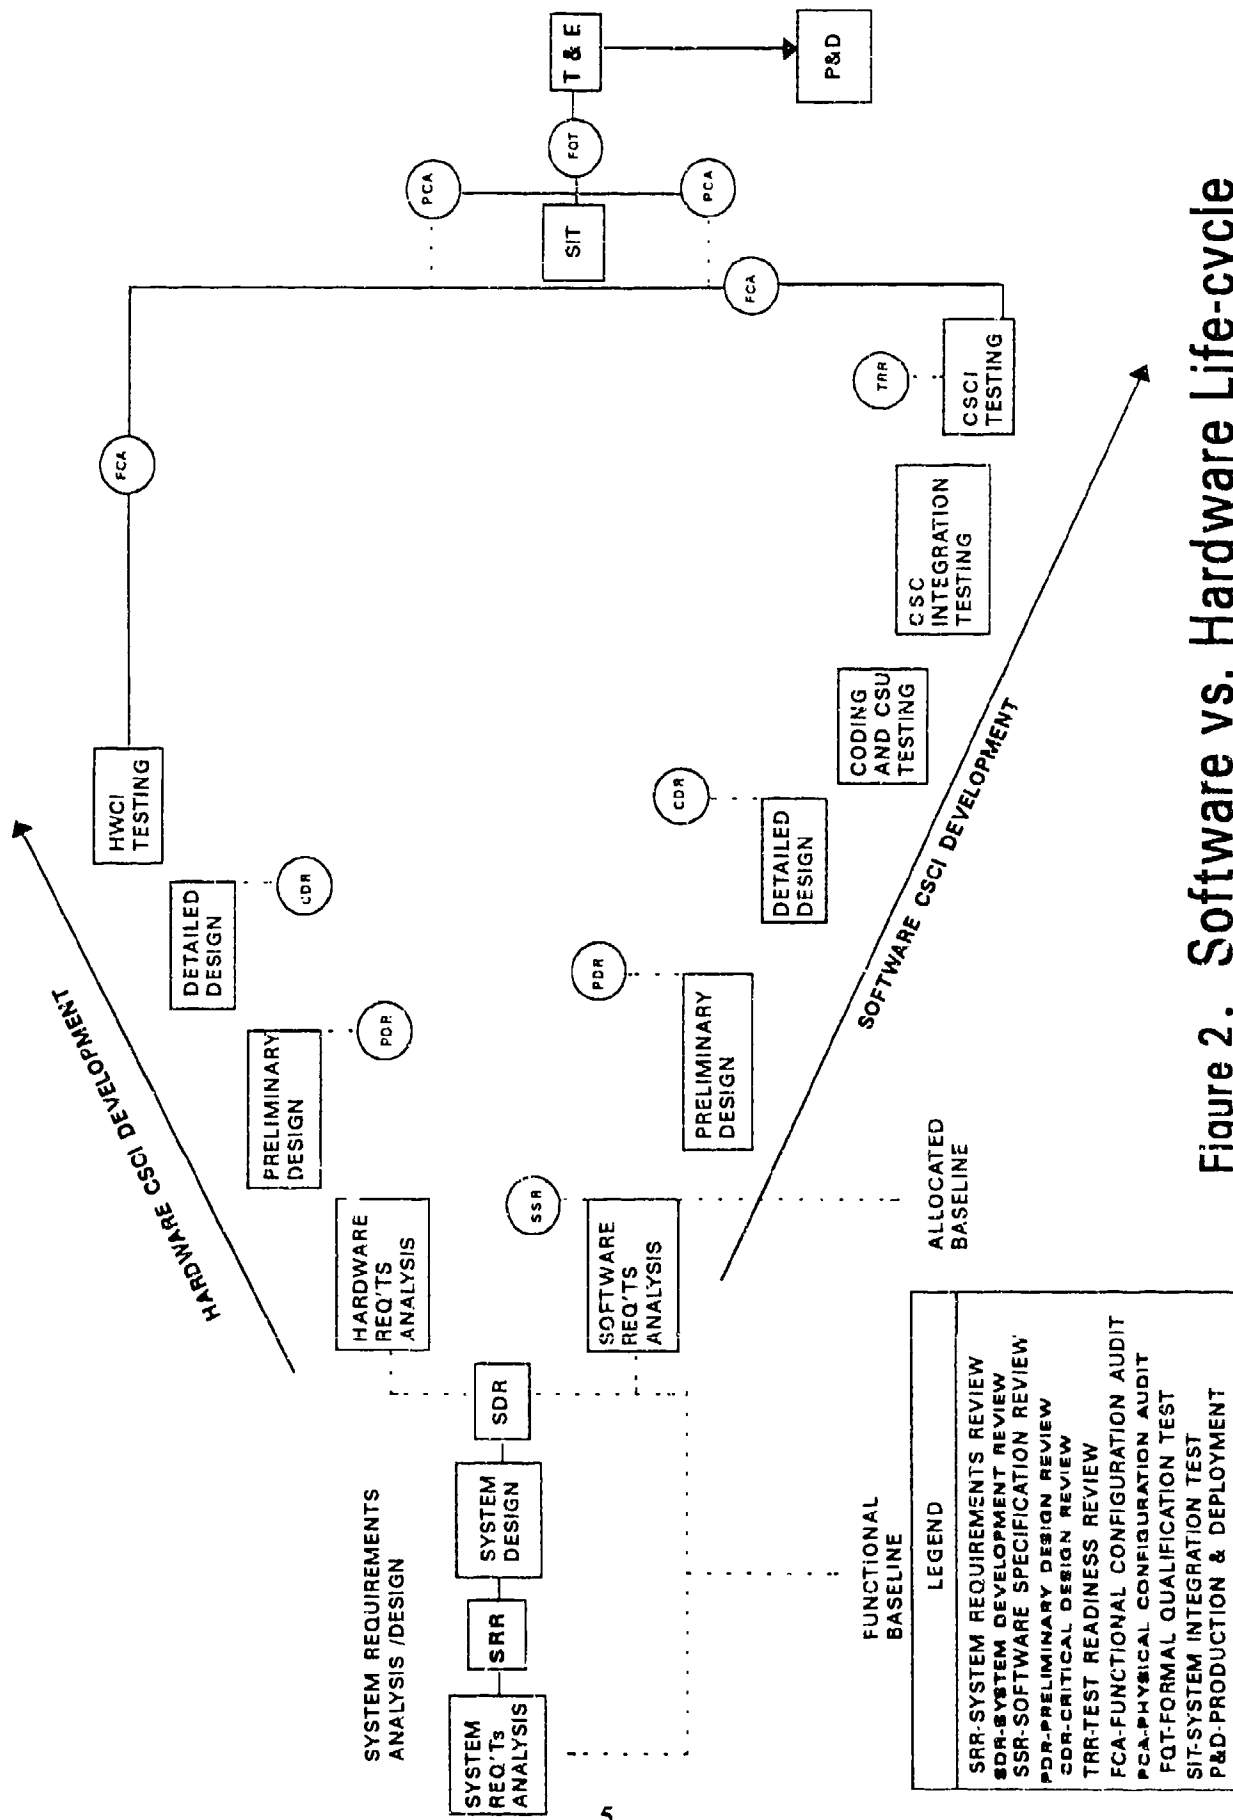 HARDWARE CSCI DEVELOPMENT
HWCI
TESTING
FCA
DETAILED
DESIGN
CDR
PRELIMINARY
DESIGN
PDR
HARDWARE
REQ'TS
ANALYSIS
SYSTEM REQUIREMENTS
ANALYSIS /DESIGN
SYSTEM
REQ'Ts
ANALYSIS
SRR
SYSTEM
DESIGN
SDR
SSR
SOFTWARE
REQ'TS
ANALYSIS
PDR
PRELIMINARY
DESIGN
CDR
DETAILED
DESIGN
CODING
AND CSU
TESTING
CSC
INTEGRATION
TESTING
TRR
CSCI
TESTING
FCA
PCA
PCA
SIT
FQT
T & E
P&D
SOFTWARE CSCI DEVELOPMENT
FUNCTIONAL
BASELINE
ALLOCATED
BASELINE
LEGEND
SRR-SYSTEM REQUIREMENTS REVIEW
SDR-SYSTEM DEVELOPMENT REVIEW
SSR-SOFTWARE SPECIFICATION REVIEW
PDR-PRELIMINARY DESIGN REVIEW
CDR-CRITICAL DESIGN REVIEW
TRR-TEST READINESS REVIEW
FCA-FUNCTIONAL CONFIGURATION AUDIT
PCA-PHYSICAL CONFIGURATION AUDIT
FQT-FORMAL QUALIFICATION TEST
SIT-SYSTEM INTEGRATION TEST
P&D-PRODUCTION & DEPLOYMENT
Figure 2. Software vs. Hardware Life-cycle
5